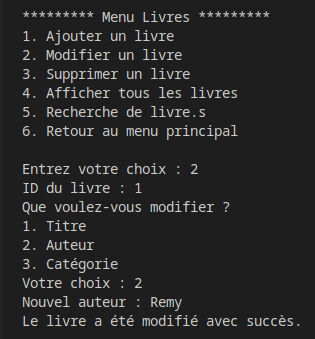 ********* Menu Livres *********
1. Ajouter un livre
2. Modifier un livre
3. Supprimer un livre
4. Afficher tous les livres
5. Recherche de livre.s
6. Retour au menu principal
Entrez votre choix : 2
ID du livre : 1
Que voulez-vous modifier ?
1. Titre
2. Auteur
3. Catégorie
Votre choix : 2
Nouvel auteur : Remy
Le livre a été modifié avec succès.